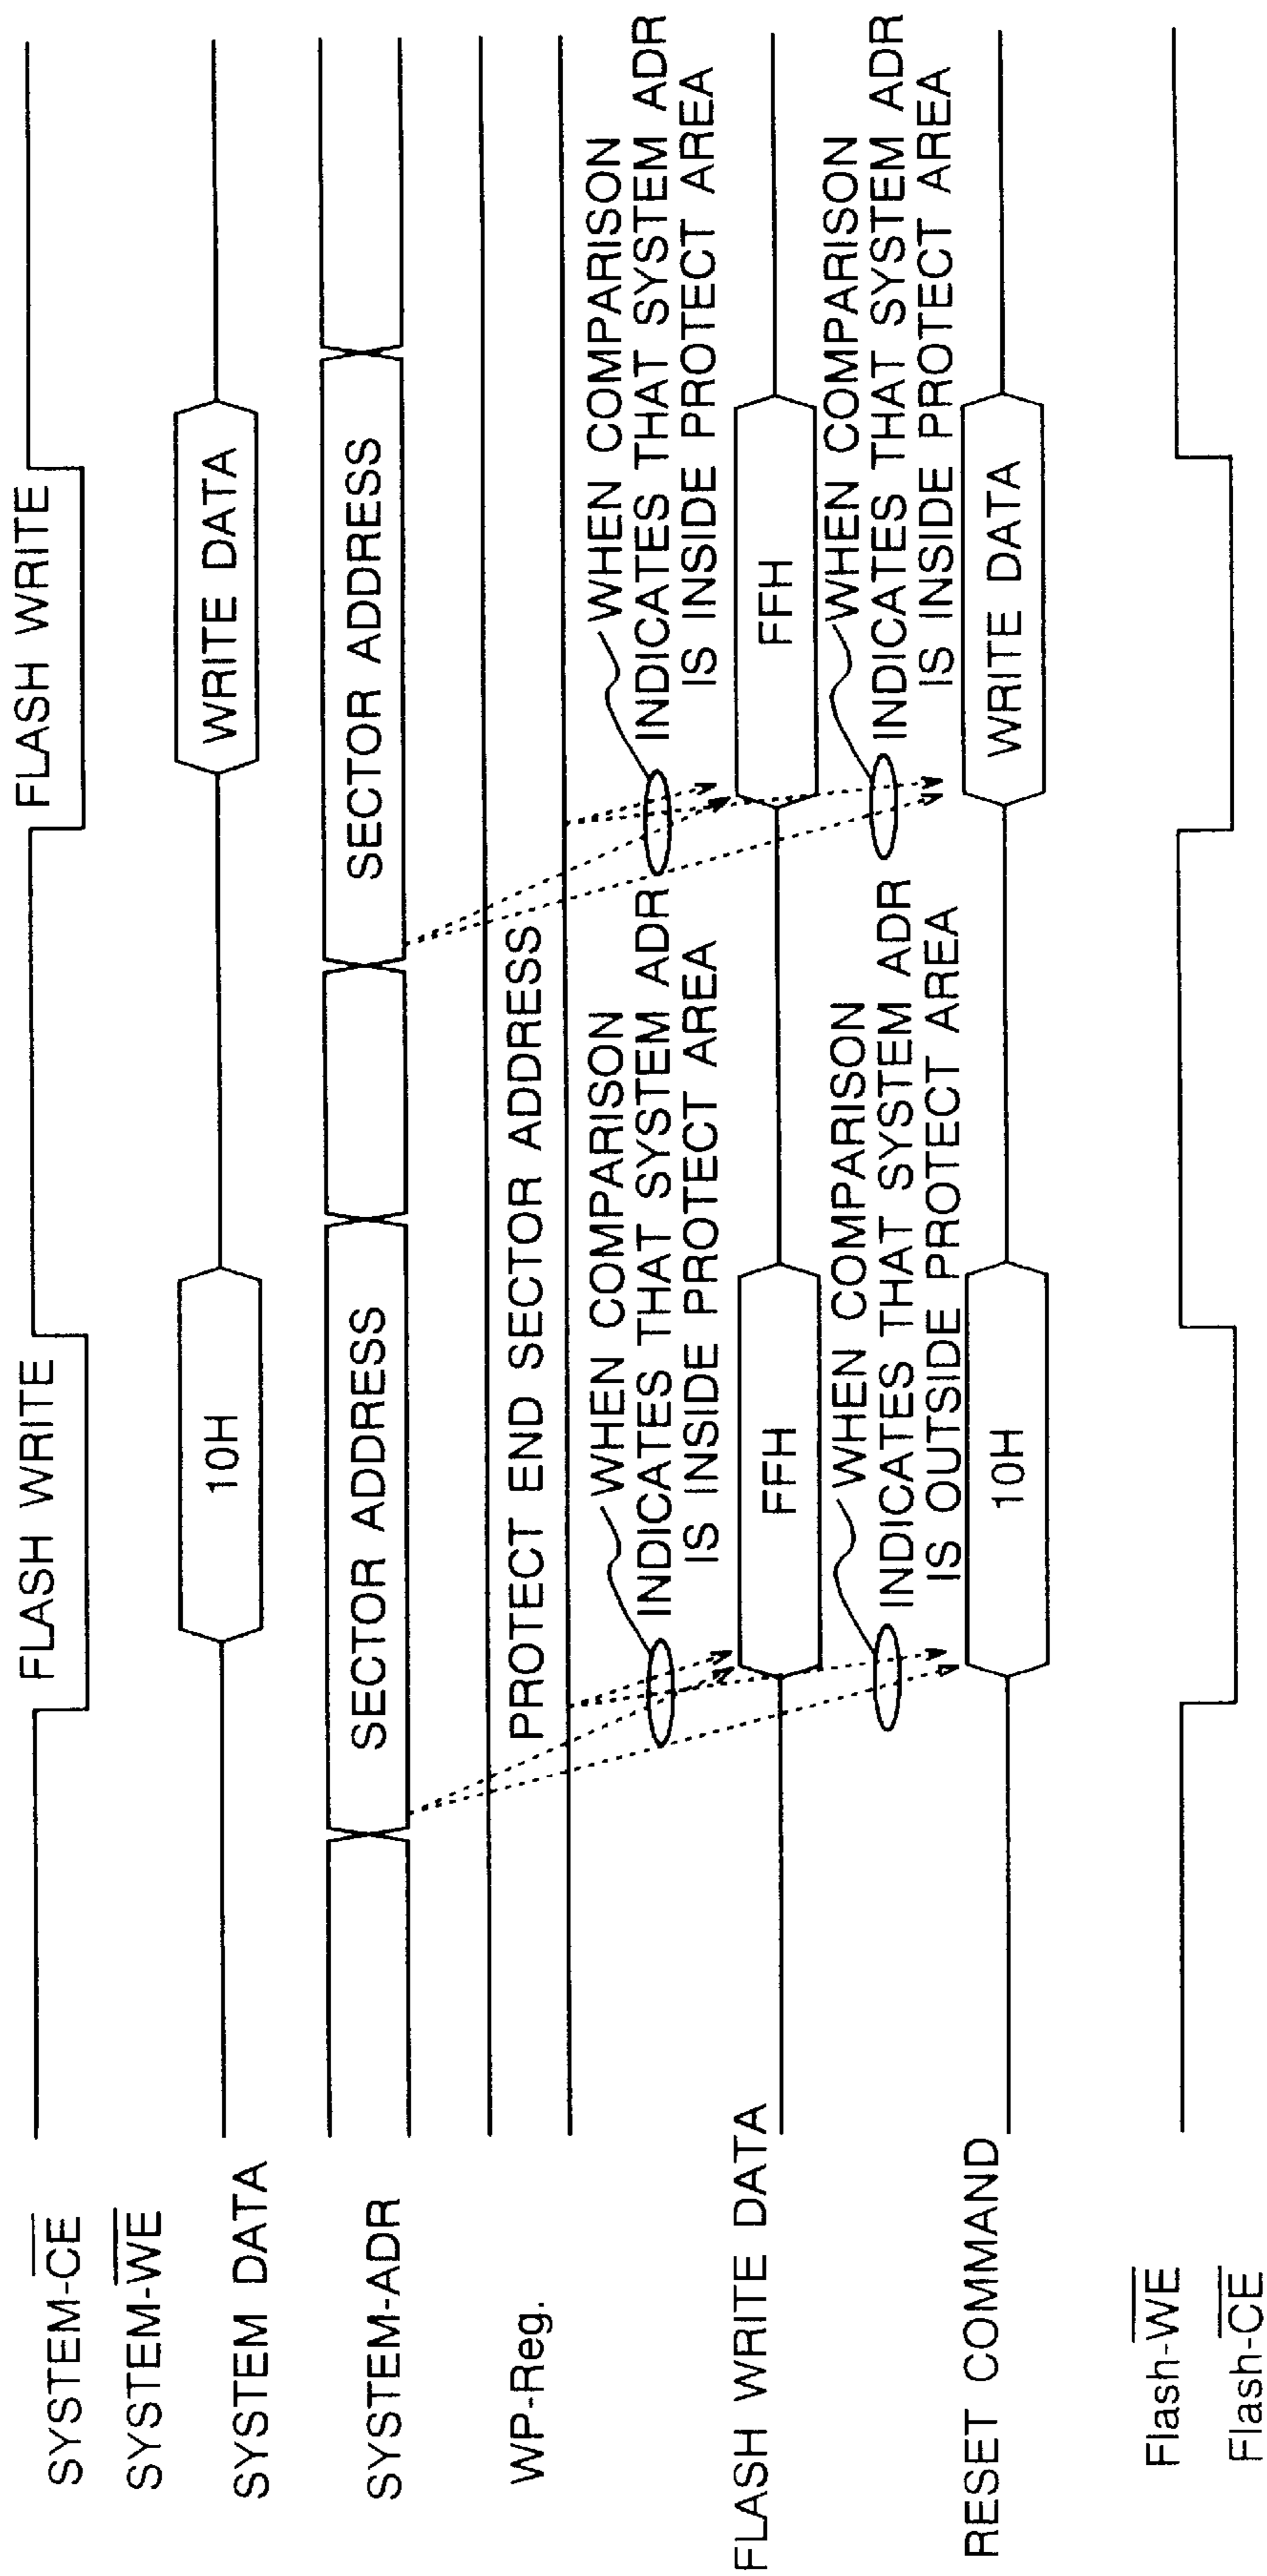 FLASH WRITE
FLASH WRITE
SYSTEM-CE
SYSTEM-WE
10H
WRITE DATA
SYSTEM DATA
SECTOR ADDRESS
SECTOR ADDRESS
SYSTEM-ADR
PROTECT END SECTOR ADDRESS
WP-Reg.
WHEN COMPARISON
INDICATES THAT SYSTEM ADR
IS INSIDE PROTECT AREA
WHEN COMPARISON
INDICATES THAT SYSTEM ADR
IS INSIDE PROTECT AREA
FLASH WRITE DATA
FFH
FFH
WHEN COMPARISON
INDICATES THAT SYSTEM ADR
IS OUTSIDE PROTECT AREA
WHEN COMPARISON
INDICATES THAT SYSTEM ADR
IS INSIDE PROTECT AREA
RESET COMMAND
10H
WRITE DATA
Flash-WE
Flash-CE